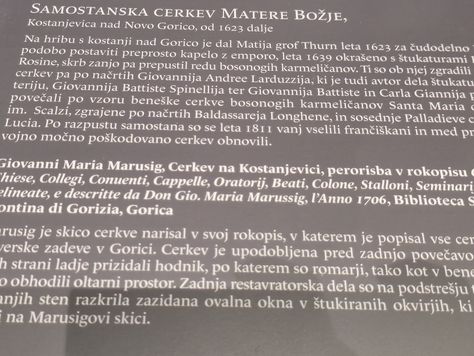 Samostanska cerkev Matere Božje,
Kostanjevica nad Novo Gorico, od 1623 dalje
Na hribu s kostanji nad Gorico je dal Matija grof Thurn leta 1623 za čudodelno
podobo postaviti preprosto kapelo z emporo, leta 1639 okrašeno s štukaturami
Rosine, skrb zanjo pa prepustil redu bosonogih karmeličanov. Ti so ob njej zgradili
cerkev pa po načrtih Giovannija Andree Larduzzija, ki je tudi avtor dela štukatur
teriju, Giovannija Battiste Spinellija ter Giovannija Battiste in Carla Giannija
povečali po vzoru beneške cerkve bosonogih karmeličanov Santa Maria
im. Scalzi, zgrajene po načrtih Baldassareja Longhene, in sosednje Palladieve
Lucia. Po razpustu samostana so se leta 1811 vanj vselili frančiškani in med
vojno močno poškodovano cerkev obnovili.
Giovanni Maria Marusig, Cerkev na Kostanjevici, perorisba v rokopisu
Chiese, Collegi, Conuenti, Cappelle, Oratorij, Beati, Colone, Stalloni, Seminari
delineate, e descritte da Don Gio. Maria Marussig, l'Anno 1706, Biblioteca
ontina di Gorizia, Gorica
arusig je skico cerkve narisal v svoj rokopis, v katerem je popisal vse
verske zadeve v Gorici. Cerkev je upodobljena pred zadnjo povečavo
h strani ladje prizidali hodnik, po katerem so romarji, tako kot v
o obhodili oltarni prostor. Zadnja restavratorska dela so na podstrešju
anjih sten razkrila zazidana ovalna okna v štukiranih okvirjih, ki
i na Marusigovi skici.